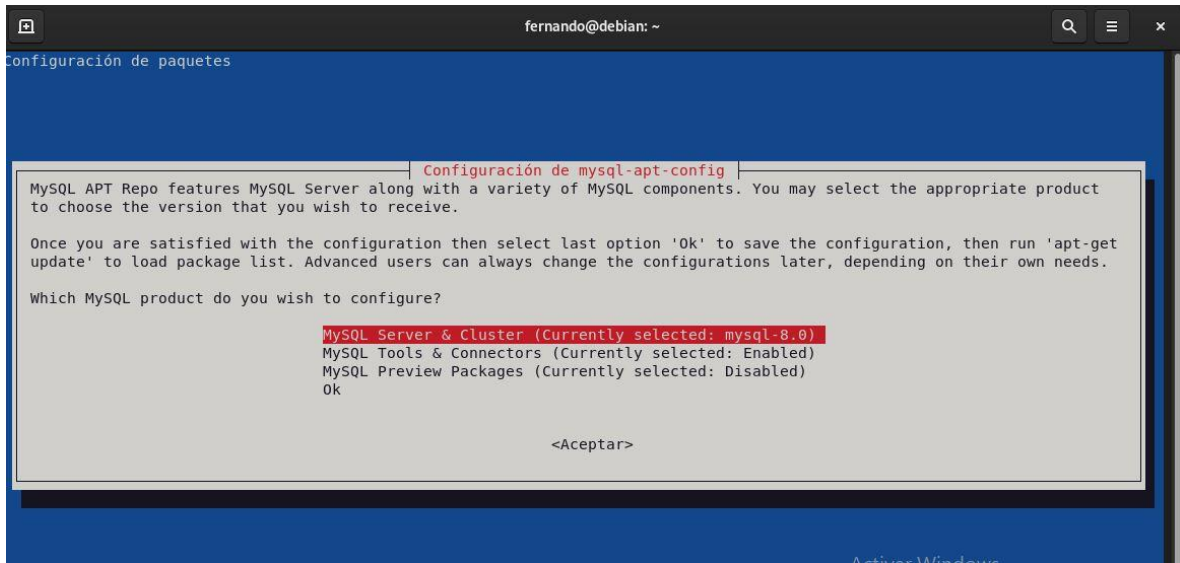 fernando@debian: ~
Configuración de paquetes
Configuración de mysql-apt-config
MySQL APT Repo features MySQL Server along with a variety of MySQL components. You may select the appropriate product
to choose the version that you wish to receive.
Once you are satisfied with the configuration then select last option 'Ok' to save the configuration, then run 'apt-get
update' to load package list. Advanced users can always change the configurations later, depending on their own needs.
Which MySQL product do you wish to configure?
MySQL Server & Cluster (Currently selected: mysql-8.0)
MySQL Tools & Connectors (Currently selected: Enabled)
MySQL Preview Packages (Currently selected: Disabled)
Ok
<Aceptar>
Activar Windows